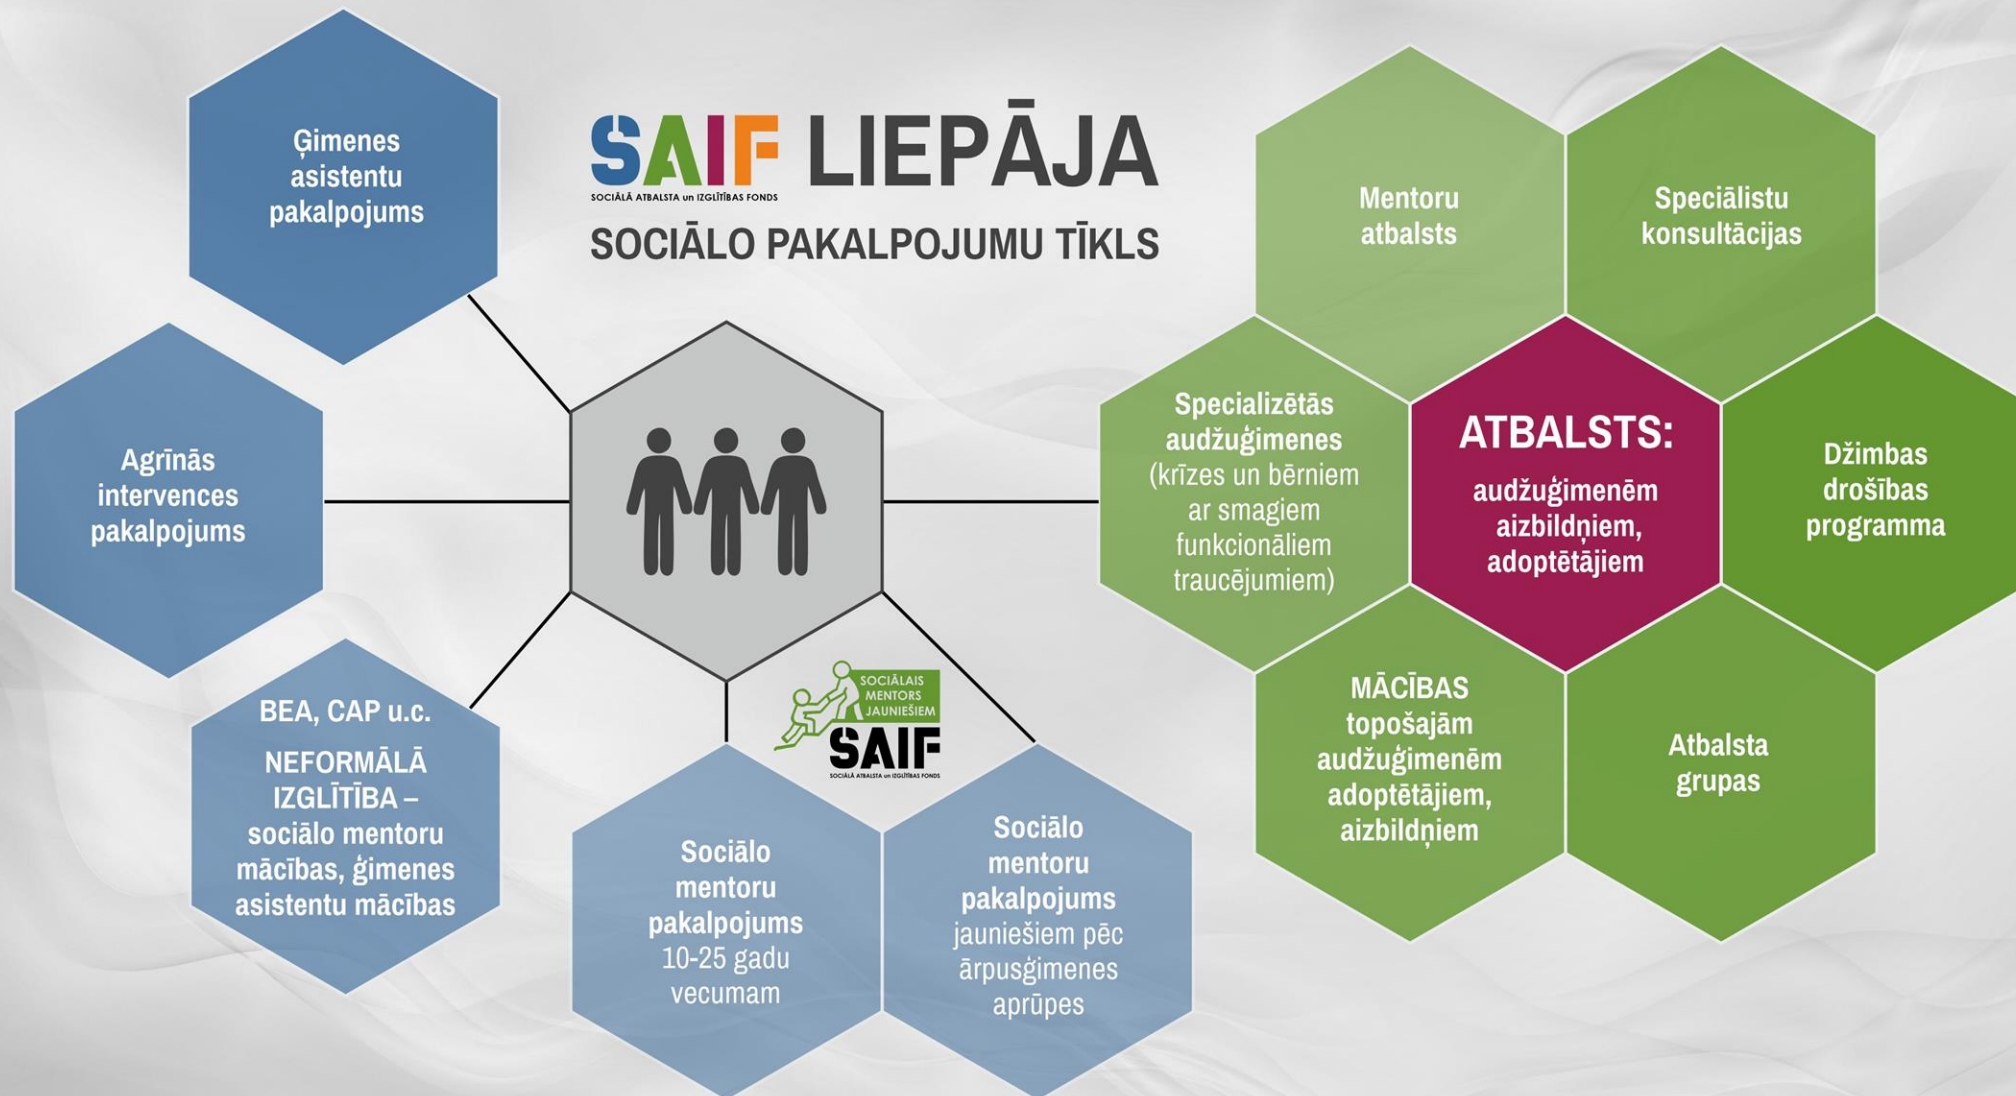 SAIF LIEPĀJA
SOCIĀLĀ ATBALSTA un IZGLĪTĪBAS FONDS
SOCIĀLO PAKALPOJUMU TĪKLS
Ģimenes
asistentu
pakalpojums
Agrīnās
intervences
pakalpojums
BEA, CAP u.c.
NEFORMĀLĀ
IZGLĪTĪBA –
sociālo mentoru
mācības, ģimenes
asistentu mācības
SOCIĀLAIS
MENTORS
JAUNIEŠIEM
SAIF
SOCIĀLĀ ATBALSTA un IZGLĪTĪBAS FONDS
Sociālo
mentoru
pakalpojums
10-25 gadu
vecumam
Sociālo
mentoru
pakalpojums
jauniešiem pēc
ārpusģimenes
aprūpes
Mentoru
atbalsts
Speciālistu
konsultācijas
Specializētās
audžuģimenes
(krīzes un bērniem
ar smagiem
funkcionāliem
traucējumiem)
ATBALSTS:
audžuģimenēm
aizbildņiem,
adoptētājiem
Džimbas
drošības
programma
MĀCĪBAS
topošajām
audžuģimenēm
adoptētājiem,
aizbildņiem
Atbalsta
grupas